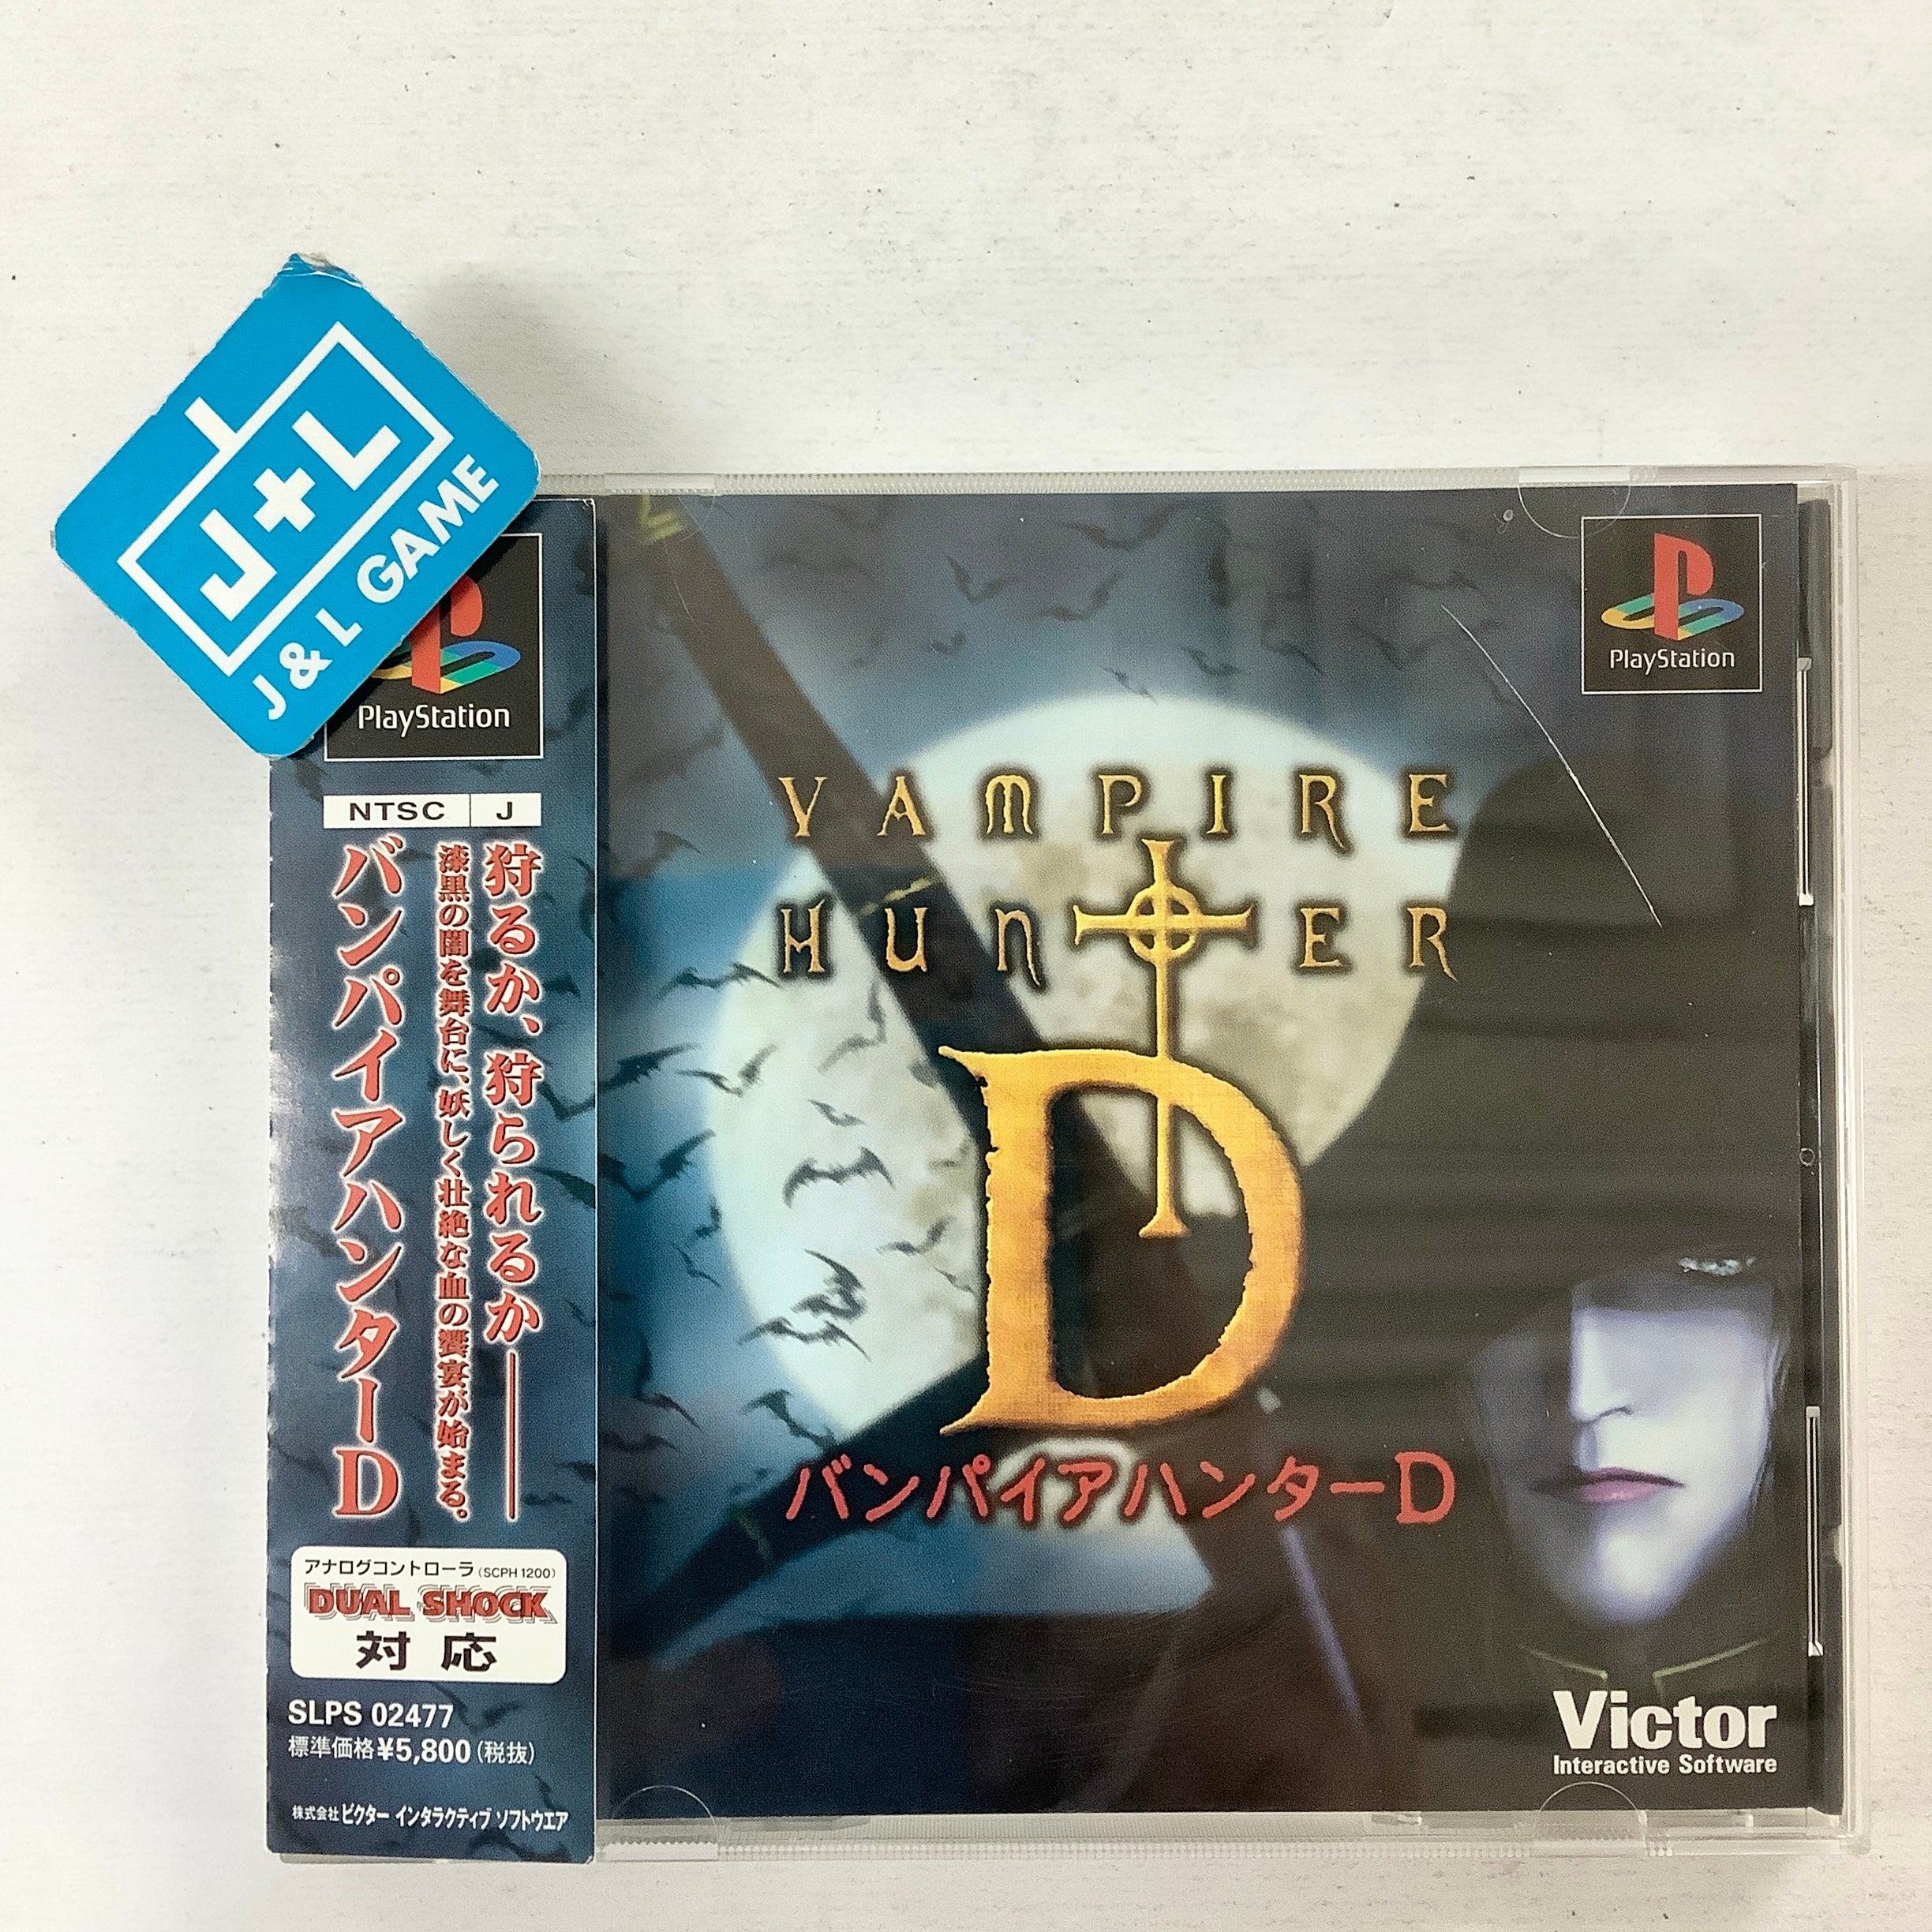 J+L
J & L GAME
PlayStation
NTSC J
狩るか、狩られるか――
漆黒の闇を舞台に、妖しく壮絶な血の饗宴が始まる。
バンパイアハンターD
アナログコントローラ(SCPH 1200)
DUAL SHOCK
対応
SLPS 02477
標準価格¥5,800(税抜)
株式会社ビクター インタラクティブ ソフトウエア
PlayStation
VAMPIRE
HUNTER
D
バンパイアハンターD
Victor
Interactive Software